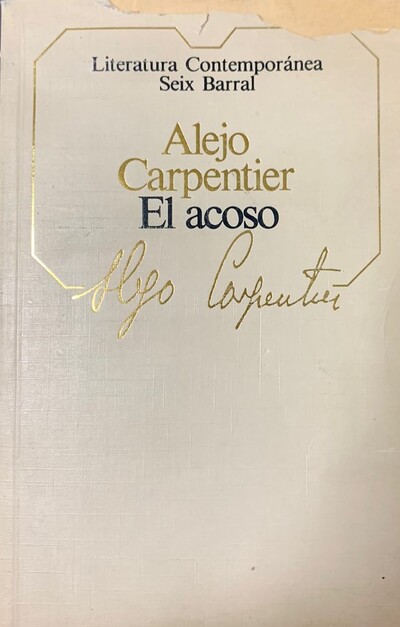 Literatura Contemporánea
Seix Barral
Alejo
Carpentier
El acoso
Alejo Carpentier